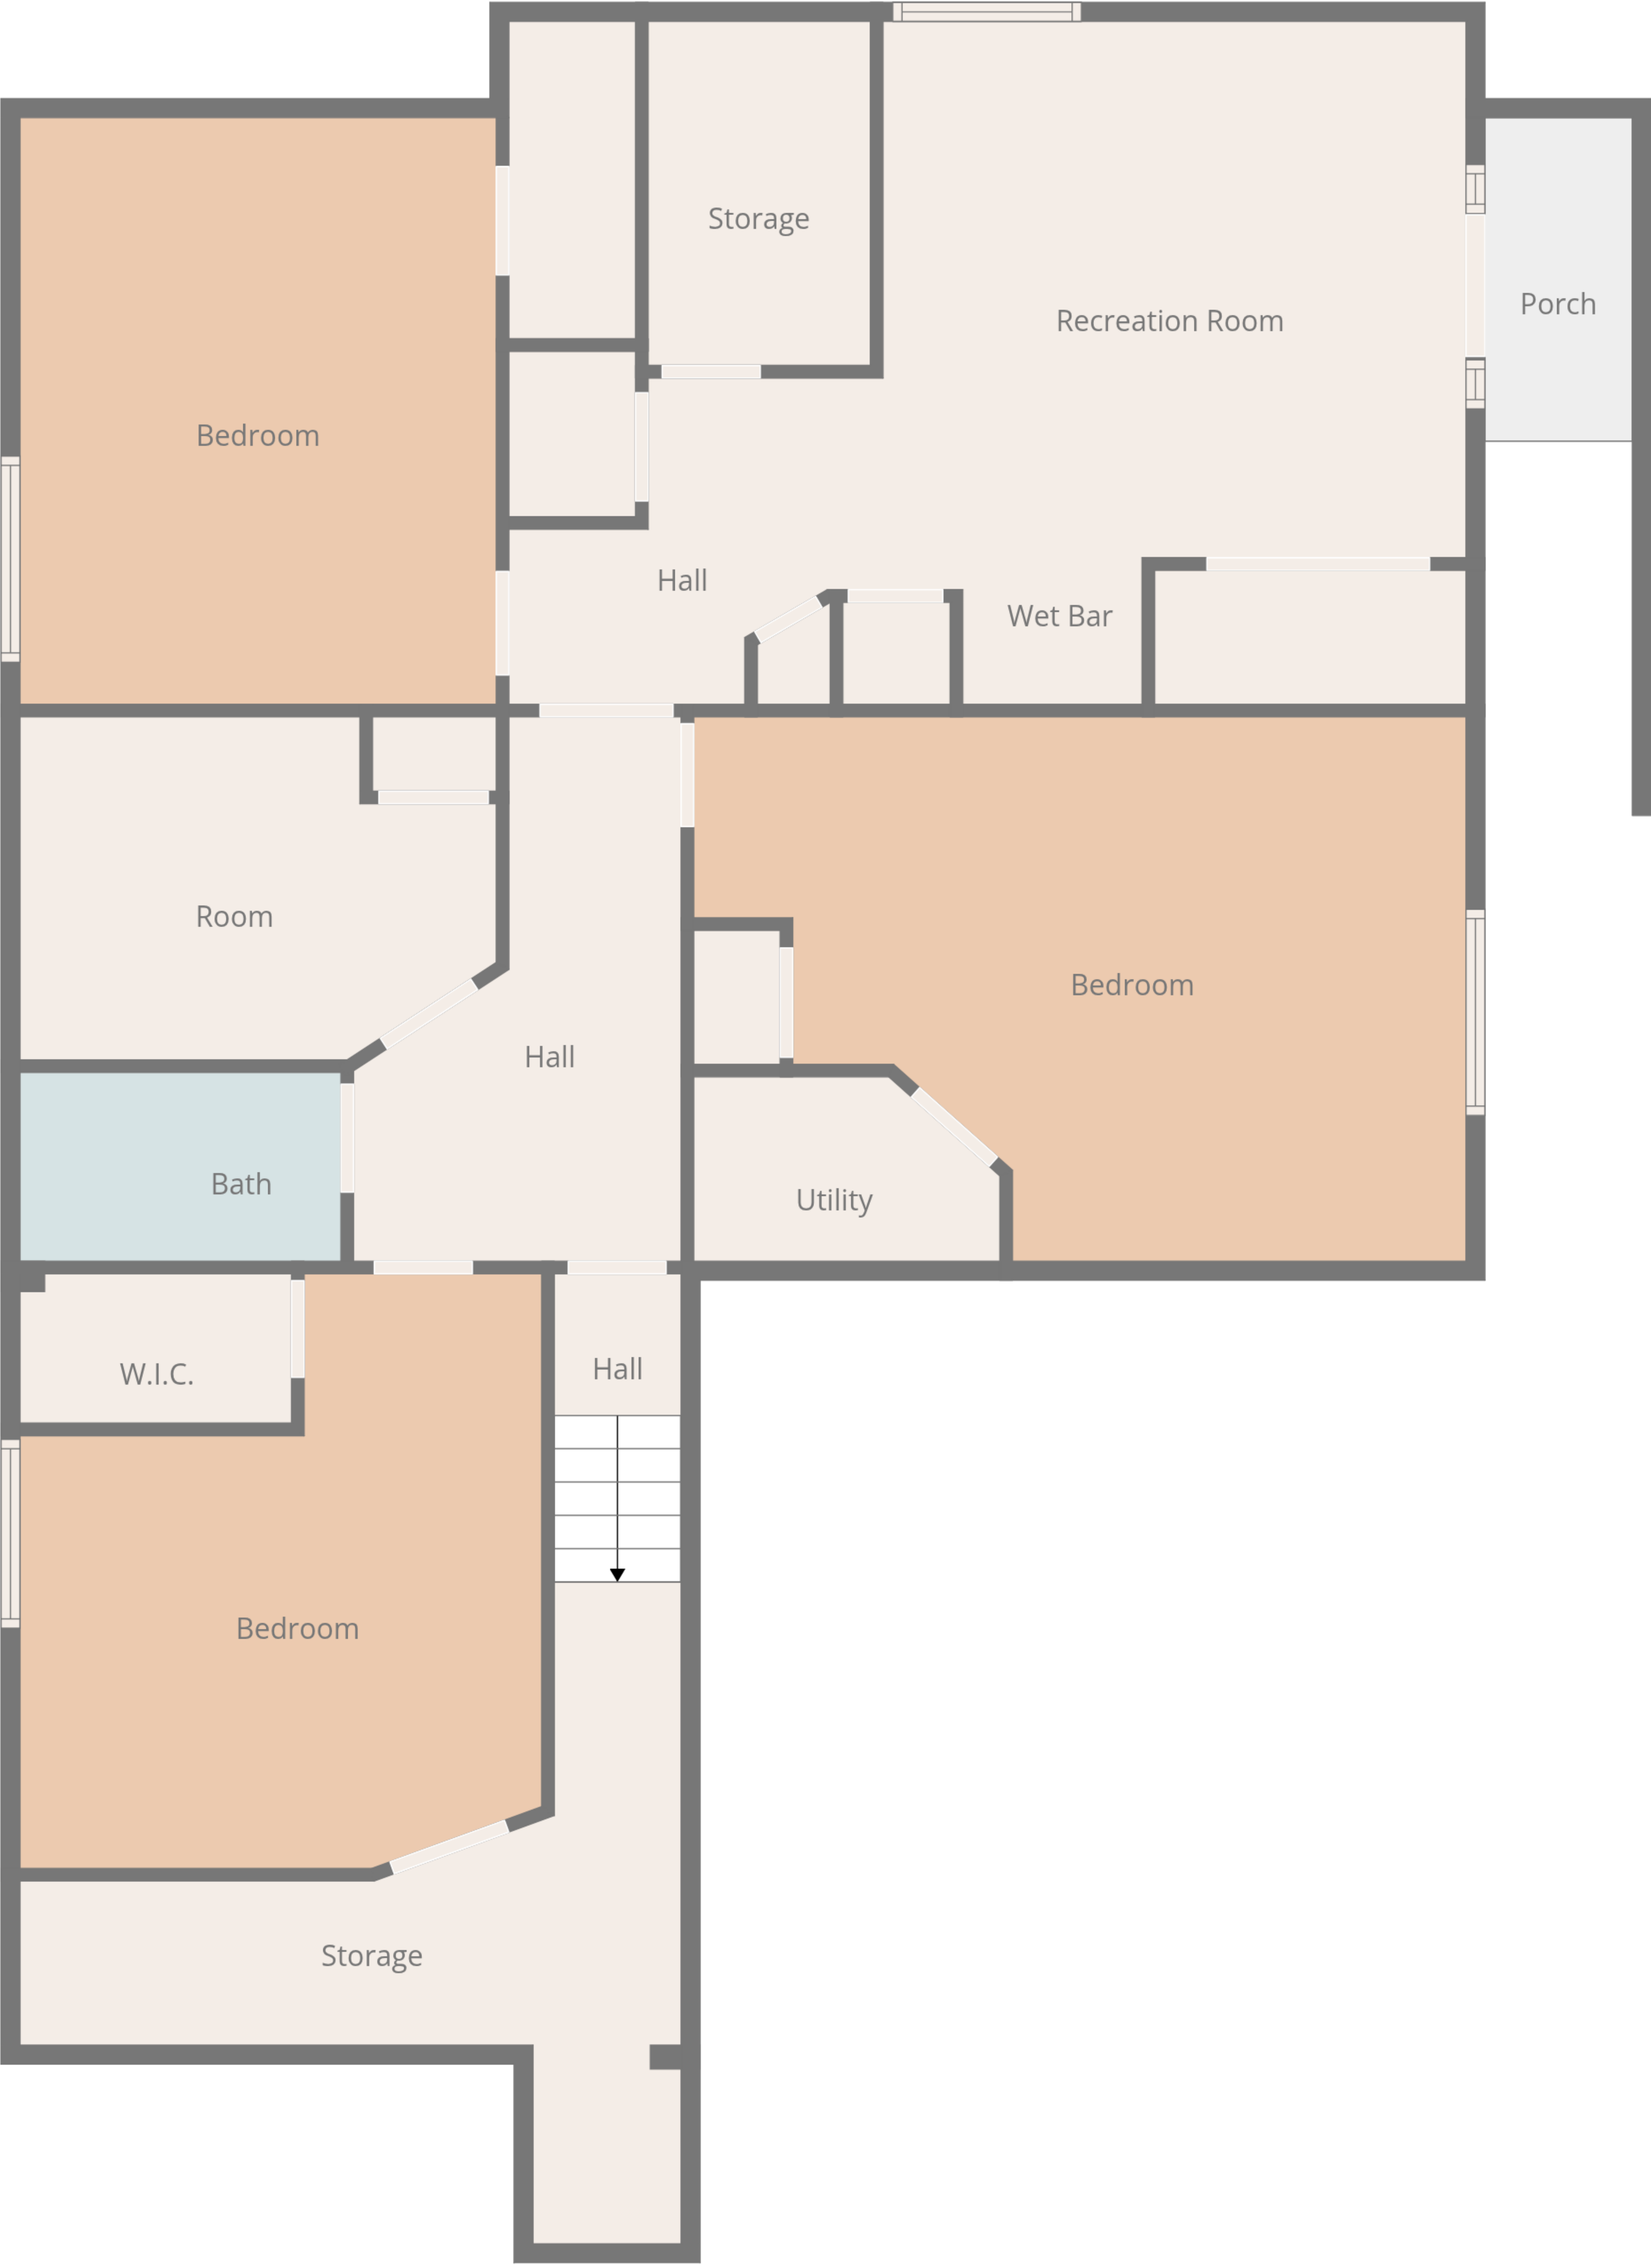 Storage
Porch
Recreation Room
Bedroom
Hall
Wet Bar
Room
Bedroom
Hall
Bath
Utility
Hall
W.I.C.
Bedroom
Storage